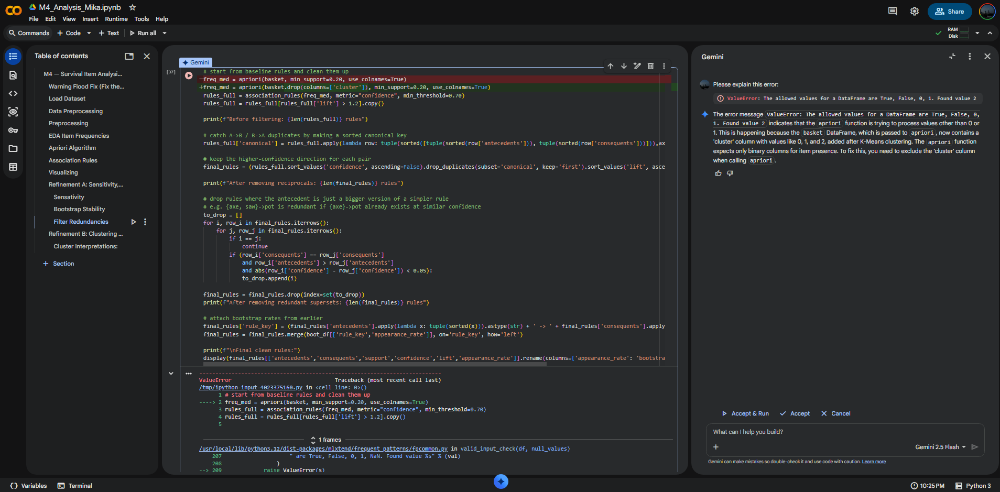 M4_Analysis_Mika.ipynb
File Edit View Insert Runtime Tools Help
Share
Commands + Code + Text Run all
RAM
Disk
Table of contents
M4 — Survival Item Analysi...
Warning Flood Fix (Fix the...
Load Dataset
Data Preprocessing
Preprocessing
EDA Item Frequencies
Apriori Algorithm
Association Rules
Visualizing
Refinement A: Sensitivity,...
Sensativity
Bootstrap Stability
Filter Redundancies
Refinement B: Clustering ...
Cluster Interpretations:
+ Section
[37]
Gemini
# start from baseline rules and clean them up
—freq_med = apriori(basket, min_support=0.20, use_colnames=True)
+freq_med = apriori(basket.drop(columns=['cluster']), min_support=0.20, use_colnames=True)
rules_full = association_rules(freq_med, metric="confidence", min_threshold=0.70)
rules_full = rules_full[rules_full['lift'] > 1.2].copy()
print(f"Before filtering: {len(rules_full)} rules")
# catch A->B / B->A duplicates by making a sorted canonical key
rules_full['canonical'] = rules_full.apply(lambda row: tuple(sorted([tuple(sorted(row['antecedents'])), tuple(sorted(row['consequents']))])),ax
# keep the higher-confidence direction for each pair
final_rules = (rules_full.sort_values('confidence', ascending=False).drop_duplicates(subset='canonical', keep='first').sort_values('lift', asce
print(f"After removing reciprocals: {len(final_rules)} rules")
# drop rules where the antecedent is just a bigger version of a simpler rule
# e.g. {axe, saw}->pot is redundant if {axe}->pot already exists at similar confidence
to_drop = []
for i, row_i in final_rules.iterrows():
for j, row_j in final_rules.iterrows():
if i == j:
continue
if (row_i['consequents'] == row_j['consequents']
and row_i['antecedents'] > row_j['antecedents']
and abs(row_i['confidence'] - row_j['confidence']) < 0.05):
to_drop.append(i)
final_rules = final_rules.drop(index=set(to_drop))
print(f"After removing redundant supersets: {len(final_rules)} rules")
# attach bootstrap rates from earlier
final_rules['rule_key'] = (final_rules['antecedents'].apply(lambda x: tuple(sorted(x))).astype(str) + ' -> ' + final_rules['consequents'].apply
final_rules = final_rules.merge(boot_df[['rule_key','appearance_rate']], on='rule_key', how='left')
print(f"\nFinal clean rules:")
display(final_rules[['antecedents','consequents','support','confidence','lift','appearance_rate']].rename(columns={'appearance_rate': 'bootstra
---------------------------------------------------------------------------
ValueError Traceback (most recent call last)
/tmp/ipython-input-4023375160.py in <cell line: 0>()
1 # start from baseline rules and clean them up
----> 2 freq_med = apriori(basket, min_support=0.20, use_colnames=True)
3 rules_full = association_rules(freq_med, metric="confidence", min_threshold=0.70)
4 rules_full = rules_full[rules_full['lift'] > 1.2].copy()
5
1 frames
/usr/local/lib/python3.12/dist-packages/mlxtend/frequent_patterns/fpcommon.py in valid_input_check(df, null_values)
207 " are True, False, 0, 1, NaN. Found value %s" % (val)
208 )
--> 209 raise ValueError(s)
Gemini
Please explain this error:
ValueError: The allowed values for a DataFrame are True, False, 0, 1. Found value 2
The error message ValueError: The allowed values for a DataFrame are True, False, 0,
1. Found value 2 indicates that the apriori function is trying to process values other than 0 or
1. This is happening because the basket DataFrame, which is passed to apriori, now contains a
'cluster' column with values like 0, 1, and 2, added after K-Means clustering. The apriori function
expects only binary columns for item presence. To fix this, you need to exclude the 'cluster' column
when calling apriori.
Accept & Run Accept Cancel
What can I help you build?
+ Gemini 2.5 Flash
Gemini can make mistakes so double-check it and use code with caution. Learn more
Variables Terminal
10:25 PM Python 3